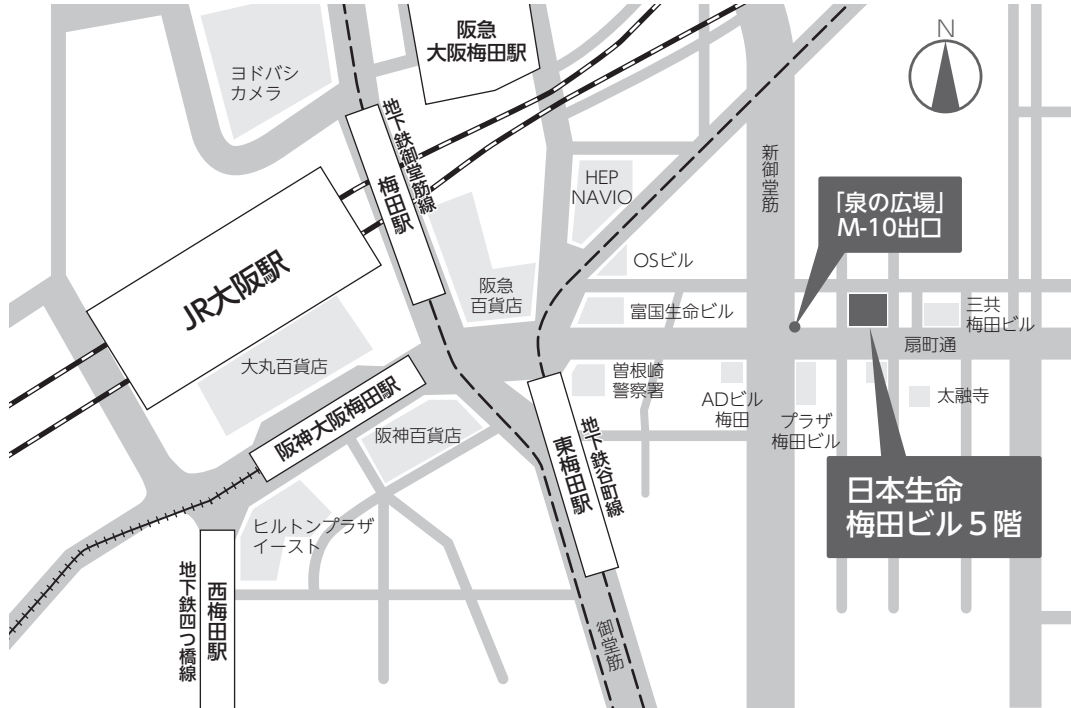 阪急
大阪梅田駅
N
ヨドバシ
カメラ
地下鉄御堂筋線
梅田駅
HEP
NAVIO
新御堂筋
「泉の広場」
M-10出口
JR大阪駅
阪急
百貨店
OSビル
富国生命ビル
三共
梅田ビル
扇町通
大丸百貨店
阪神大阪梅田駅
阪神百貨店
曽根崎
警察署
ADビル
梅田
プラザ
梅田ビル
太融寺
地下鉄谷町線
東梅田駅
日本生命
梅田ビル5階
ヒルトンプラザ
イースト
地下鉄四つ橋線
西梅田駅
御堂筋